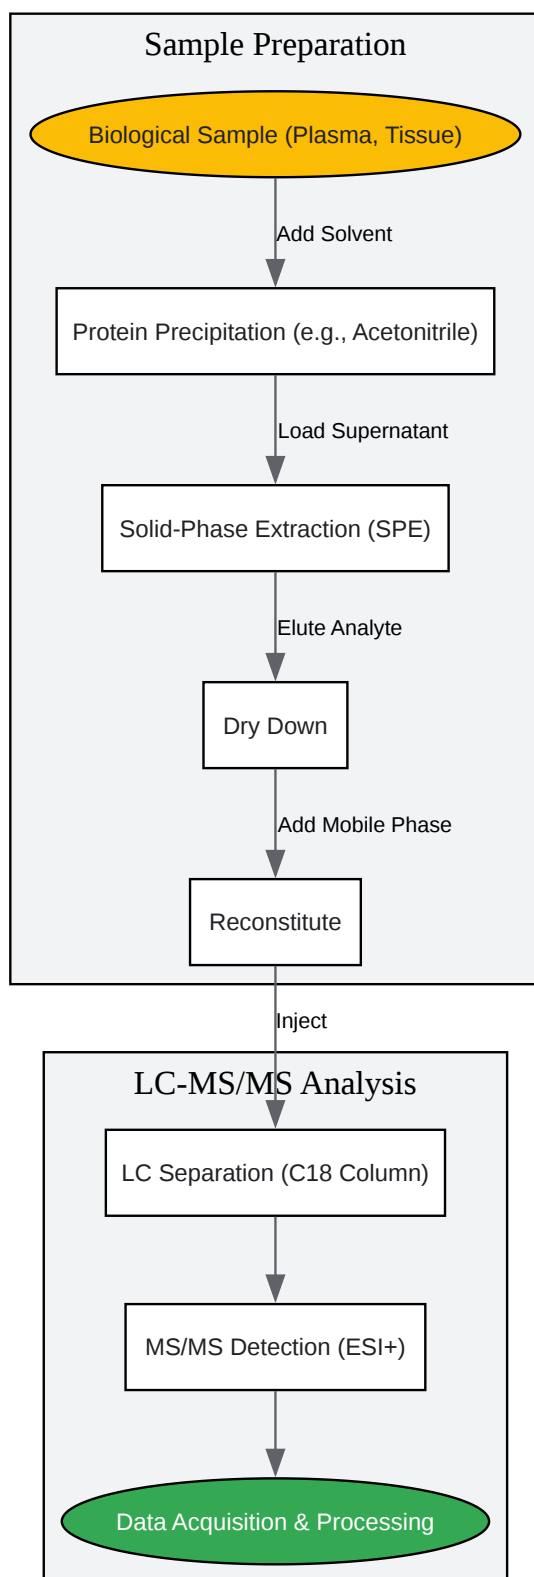 Sample Preparation
Biological Sample (Plasma, Tissue)
Add Solvent
Protein Precipitation (e.g., Acetonitrile)
Load Supernatant
Solid-Phase Extraction (SPE)
Elute Analyte
Dry Down
Add Mobile Phase
Reconstitute
Inject
LC-MS/MS Analysis
LC Separation (C18 Column)
MS/MS Detection (ESI+)
Data Acquisition & Processing